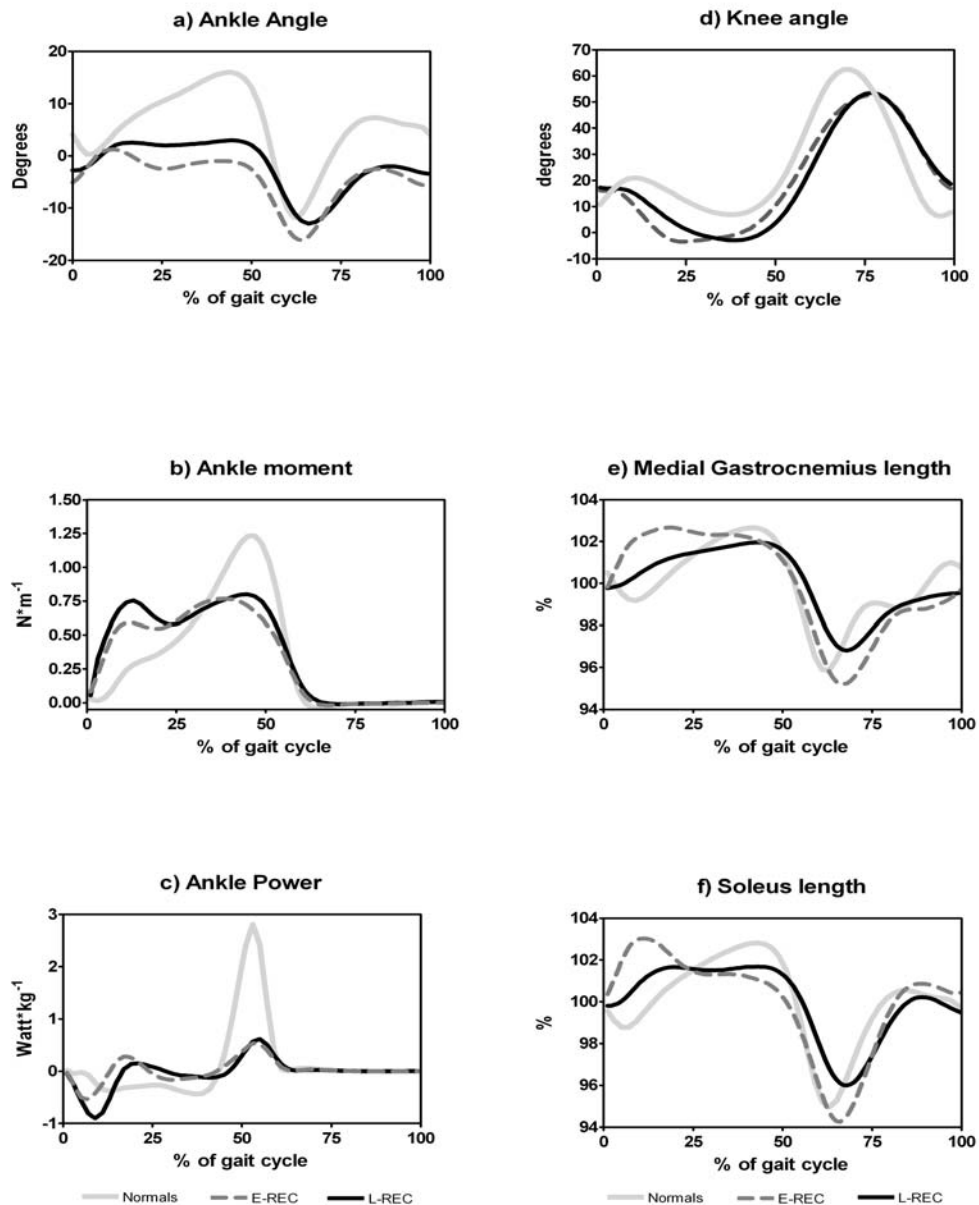 a) Ankle Angle
20
10
0
-10
-20
Degrees
0 25 50 75 100
% of gait cycle
d) Knee angle
70
60
50
40
30
20
10
0
-10
degrees
0 25 50 75 100
% of gait cycle
b) Ankle moment
1.50
1.25
1.00
0.75
0.50
0.25
0.00
N*m-1
0 25 50 75 100
% of gait cycle
e) Medial Gastrocnemius length
104
102
100
98
96
94
%
0 25 50 75 100
% of gait cycle
c) Ankle Power
3
2
1
0
-1
Watt*kg-1
0 25 50 75 100
% of gait cycle
f) Soleus length
104
102
100
98
96
94
%
0 25 50 75 100
% of gait cycle
Normals E-REC L-REC
Normals E-REC L-REC